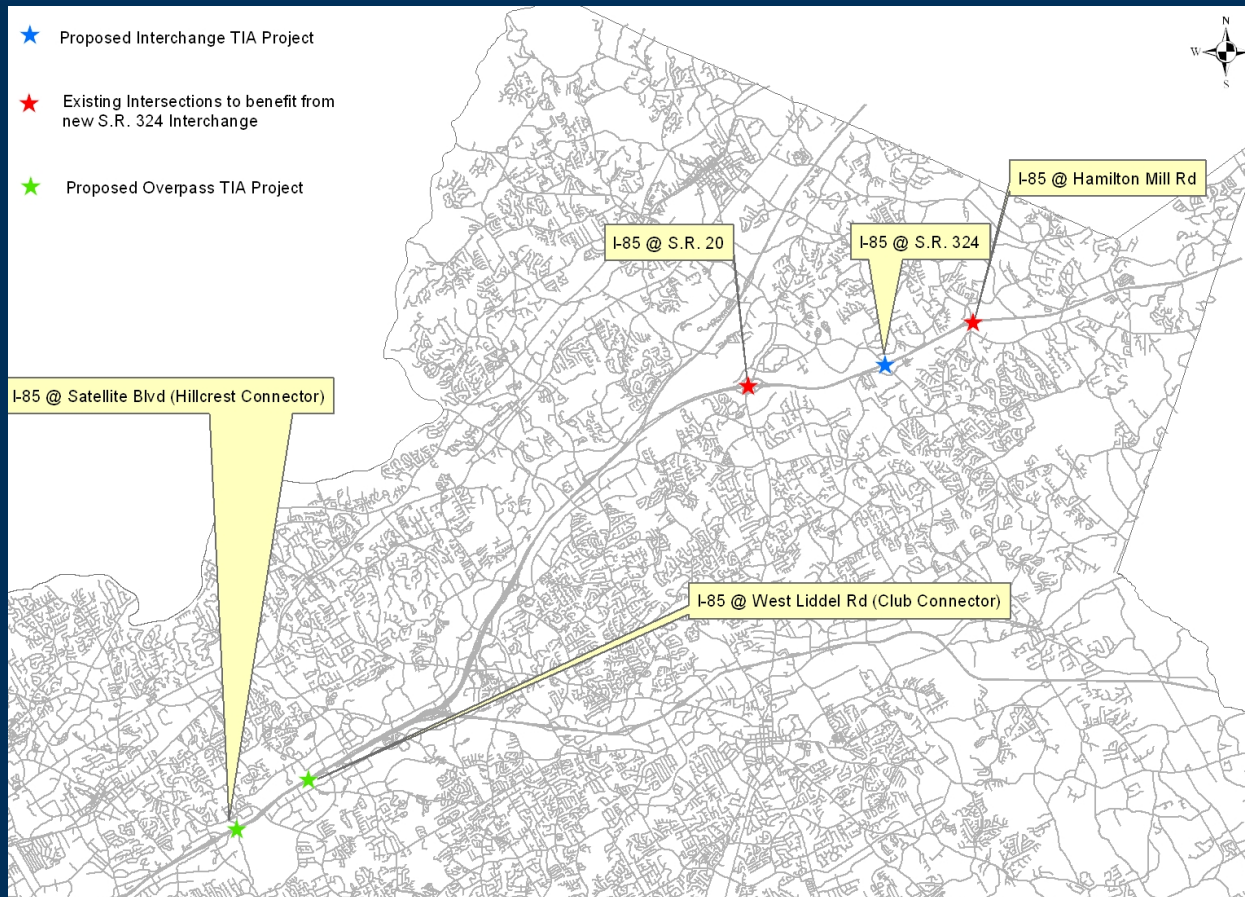 Proposed Interchange TIA Project
Existing Intersections to benefit from
new S.R. 324 Interchange
Proposed Overpass TIA Project
N
W
S
I-85 @ Hamilton Mill Rd
I-85 @ S.R. 20
I-85 @ S.R. 324
I-85 @ Satellite Blvd (Hillcrest Connector)
I-85 @ West Liddel Rd (Club Connector)